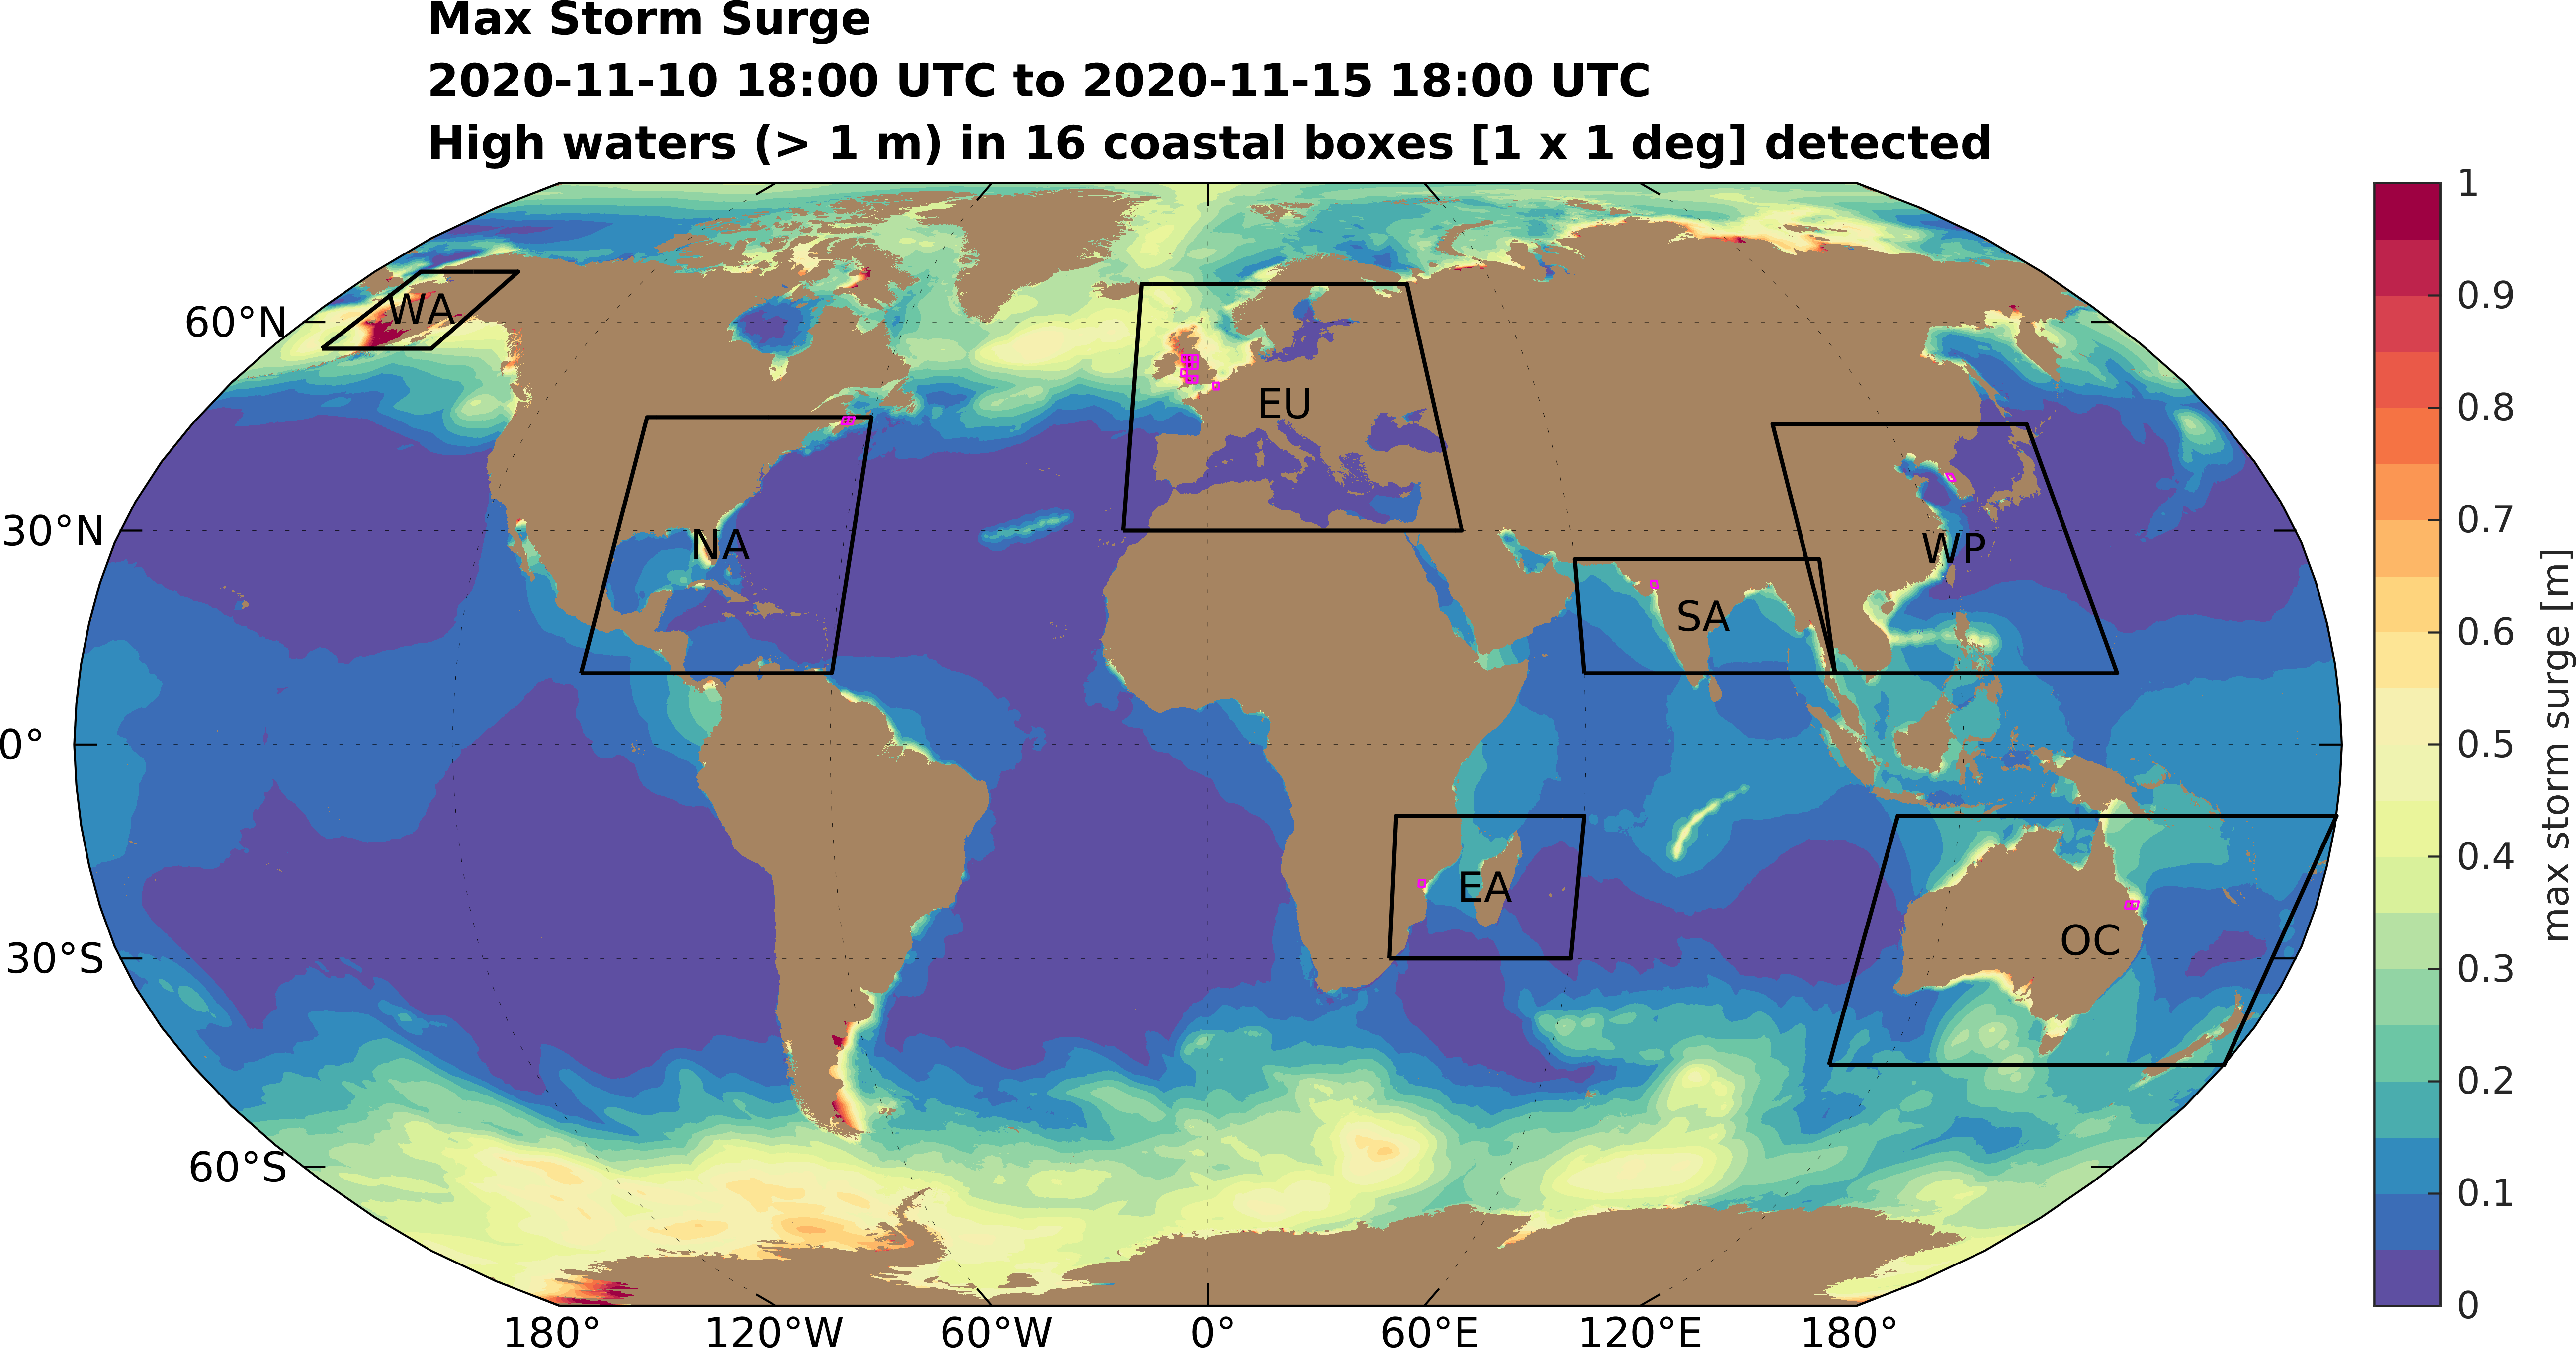 Max Storm Surge
2020-11-10 18:00 UTC to 2020-11-15 18:00 UTC
High waters (> 1 m) in 16 coastal boxes [1 x 1 deg] detected
60°N
30°N
0°
30°S
60°S
WA
NA
EU
SA
WP
EA
OC
180°
120°W
60°W
0°
60°E
120°E
180°
1
0.9
0.8
0.7
0.6
0.5
0.4
0.3
0.2
0.1
0
max storm surge [m]